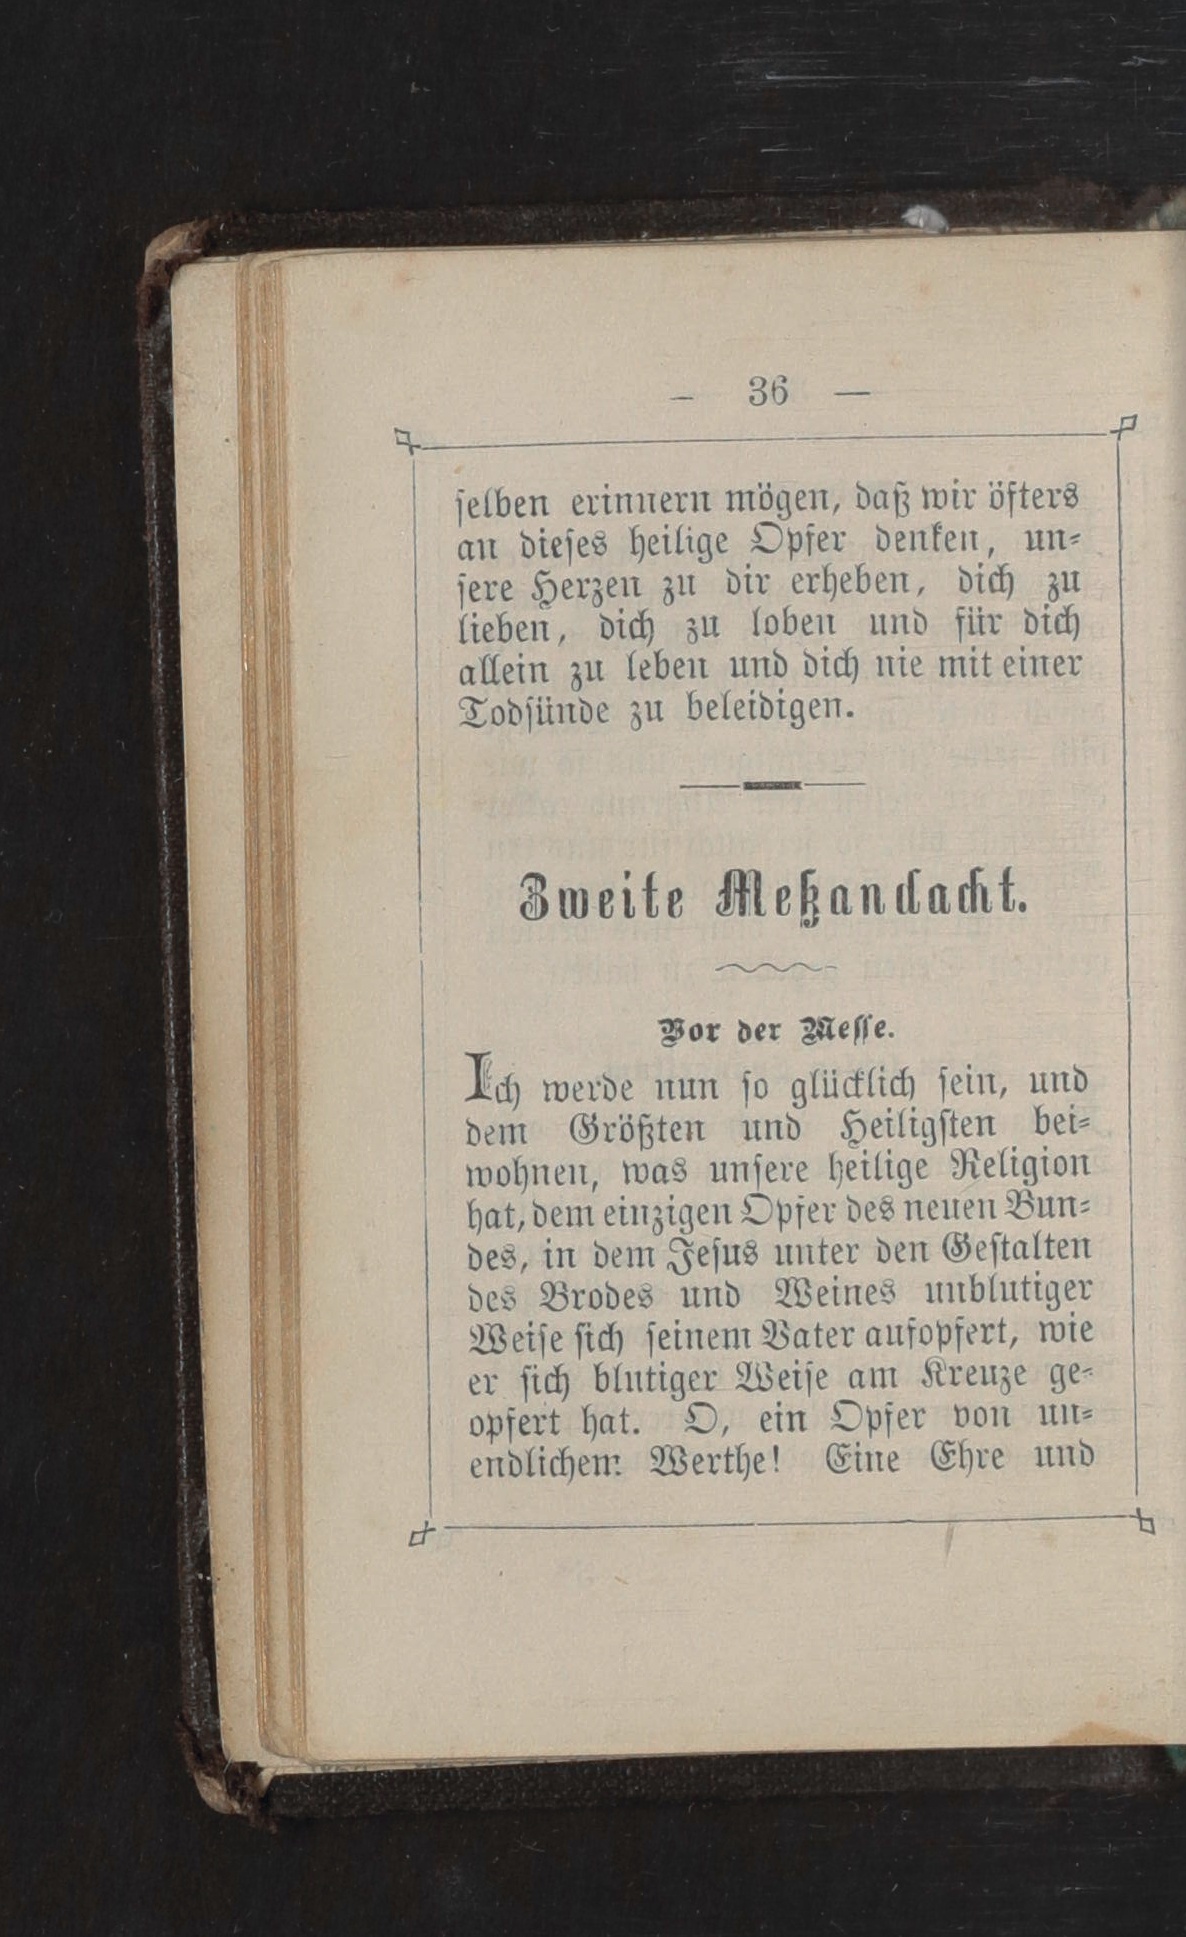 — 36 —
selben erinnern mögen, daß wir öfters
an dieses heilige Opfer denken, un-
sere Herzen zu dir erheben, dich zu
lieben, dich zu loben und für dich
allein zu leben und dich nie mit einer
Todsünde zu beleidigen.
Zweite Meßandacht.
Vor der Messe.
Ich werde nun so glücklich sein, und
dem Größten und Heiligsten bei-
wohnen, was unsere heilige Religion
hat, dem einzigen Opfer des neuen Bun-
des, in dem Jesus unter den Gestalten
des Brodes und Weines unblutiger
Weise sich seinem Vater aufopfert, wie
er sich blutiger Weise am Kreuze ge-
opfert hat. O, ein Opfer von un-
endlichem Werthe! Eine Ehre und